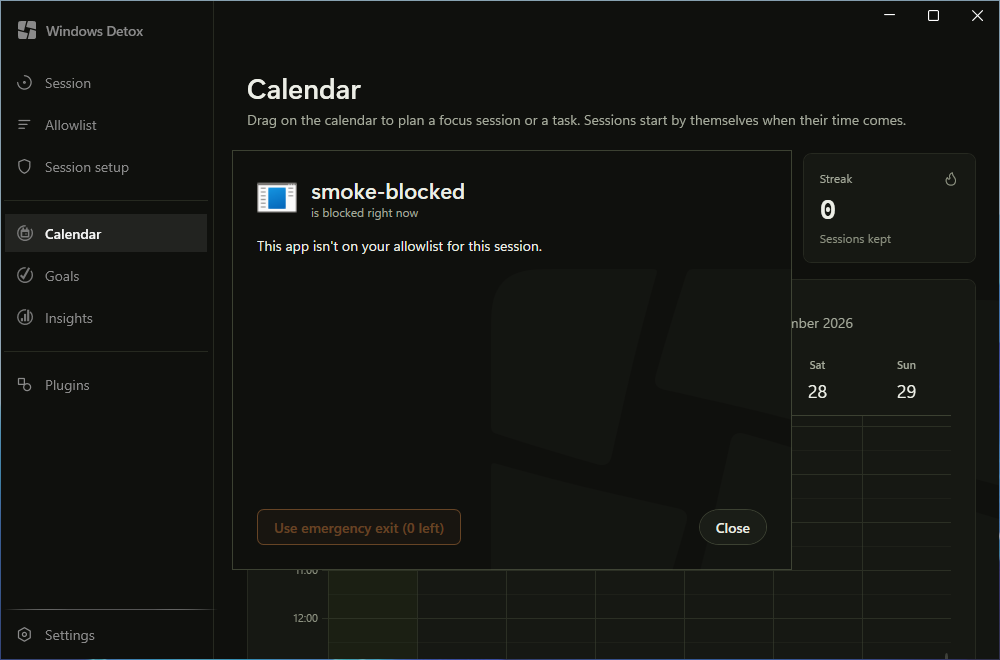 Windows Detox
Session
Allowlist
Session setup
Calendar
Goals
Insights
Plugins
Settings
Calendar
Drag on the calendar to plan a focus session or a task. Sessions start by themselves when their time comes.
smoke-blocked
is blocked right now
This app isn't on your allowlist for this session.
Use emergency exit (0 left)
Close
Streak
0
Sessions kept
2026
Sat
Sun
28
29
11:00
12:00